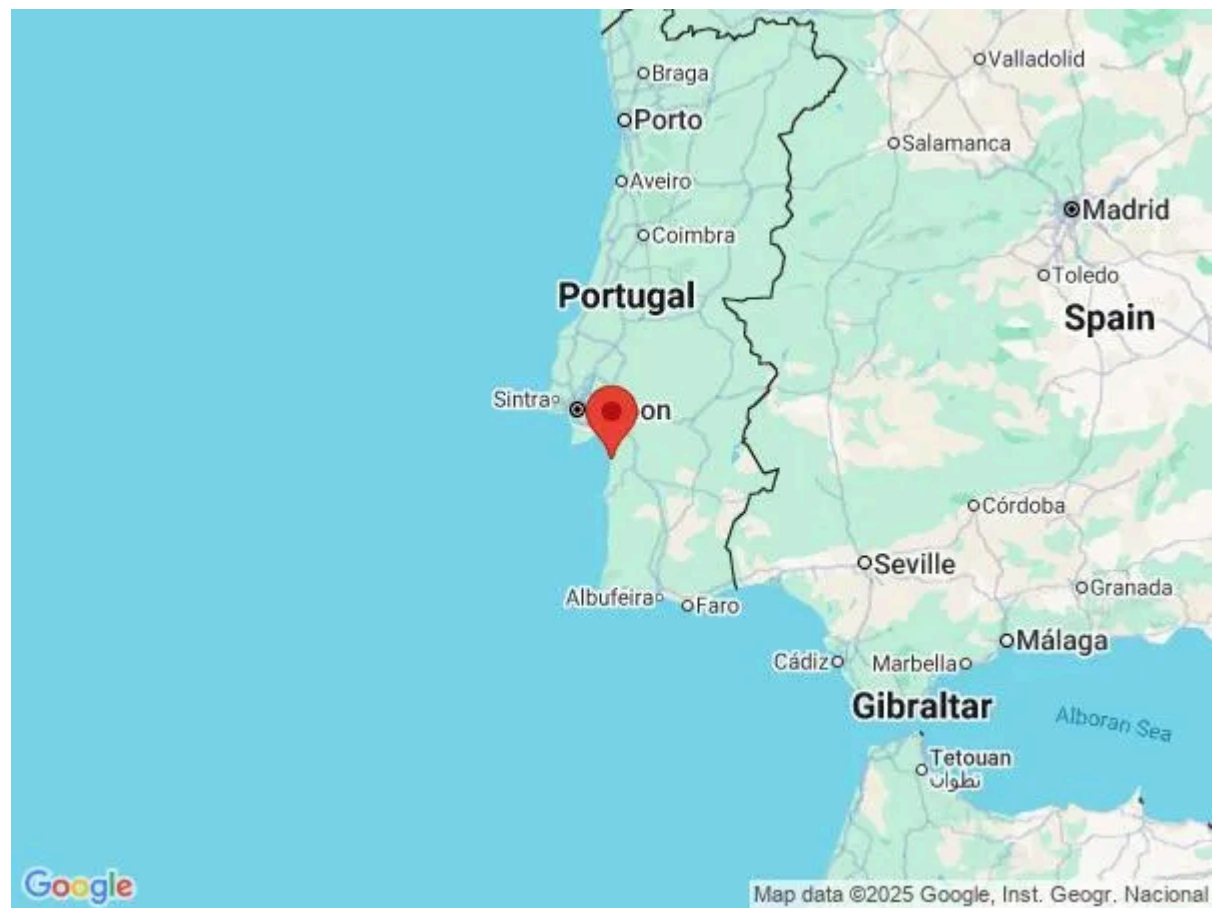 Valladolid
Braga
Porto
Salamanca
Aveiro
Madrid
Coimbra
Toledo
Portugal
Spain
Sintra
on
Córdoba
Seville
Granada
Albufeira
Faro
Málaga
Cádiz
Marbella
Gibraltar
Alboran Sea
Tetouan
تطوان
Google
Map data ©2025 Google, Inst. Geogr. Nacional